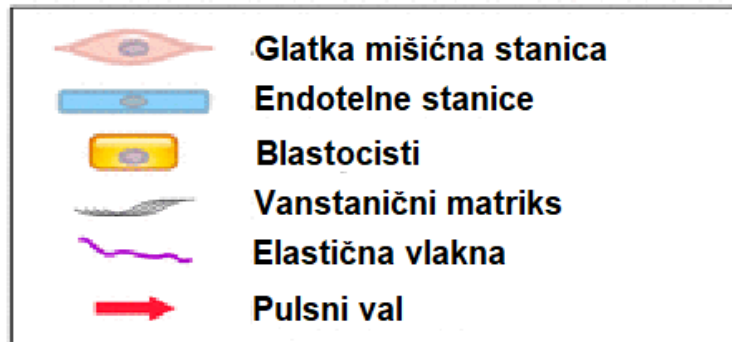 Glatka mišićna stanica
Endotelne stanice
Blastocisti
Vanstanični matriks
Elastična vlakna
Pulsni val